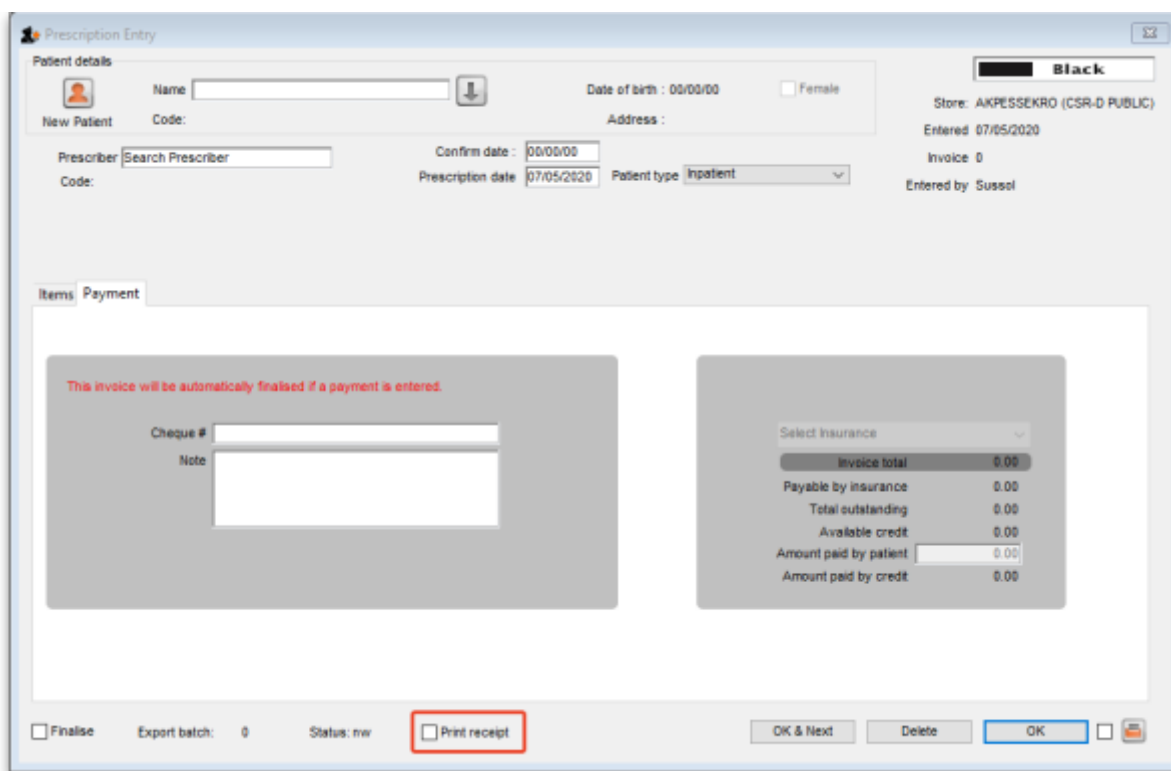 Prescription Entry
Patient details
Name
Date of birth : 00/00/00
Female
Black
New Patient
Code:
Address :
Store: AKPESSEKRO (CSR-D PUBLIC)
Entered 07/05/2020
Prescriber Search Prescriber
Confirm date : 00/00/00
Invoice 0
Code:
Prescription date 07/05/2020
Patient type Inpatient
Entered by Sussol
Items Payment
This invoice will be automatically finalised if a payment is entered.
Cheque #
Note
Select Insurance
Invoice total 0.00
Payable by insurance 0.00
Total outstanding 0.00
Available credit 0.00
Amount paid by patient 0.00
Amount paid by credit 0.00
Finalise Export batch: 0 Status: nw Print receipt OK & Next Delete OK